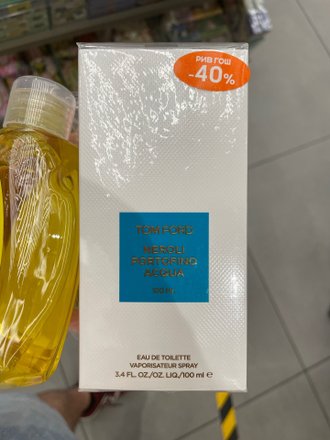 РИВ ГОШ
-40%
TOM FORD
NEROLI
PORTOFINO
ACQUA
100 ml
EAU DE TOILETTE
VAPORISATEUR SPRAY
3.4 FL. OZ./OZ. LIQ./100 ml ℮